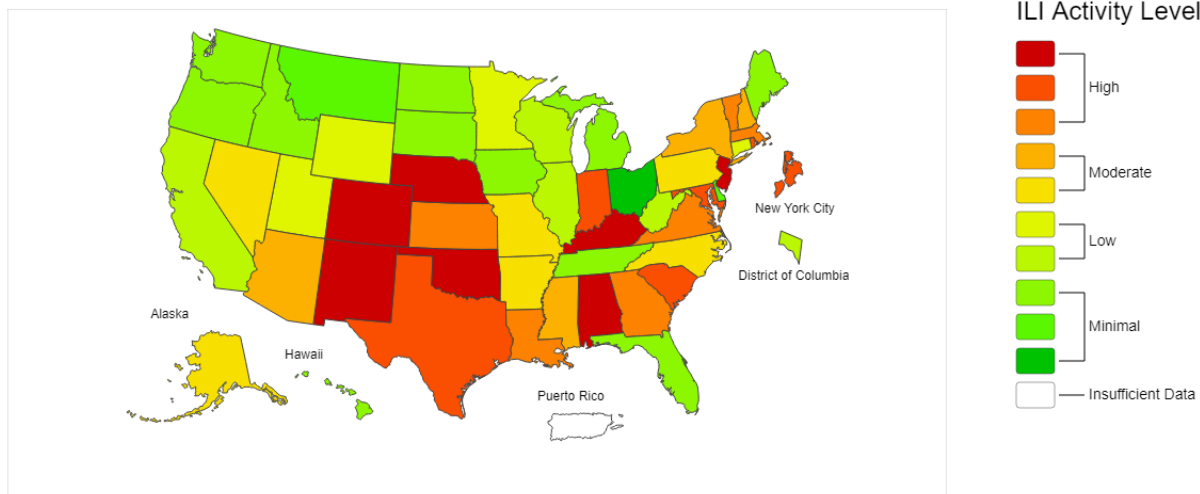 ILI Activity Level
High
Moderate
New York City
Low
District of Columbia
Alaska
Minimal
Hawaii
Puerto Rico
Insufficient Data